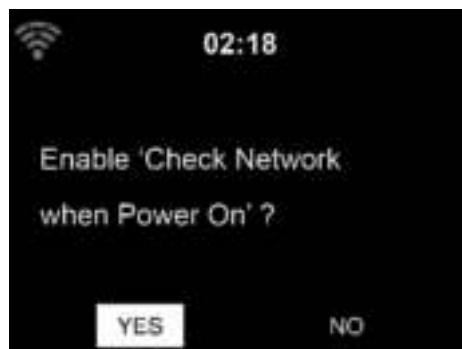 02:18
Enable 'Check Network
when Power On' ?
YES NO